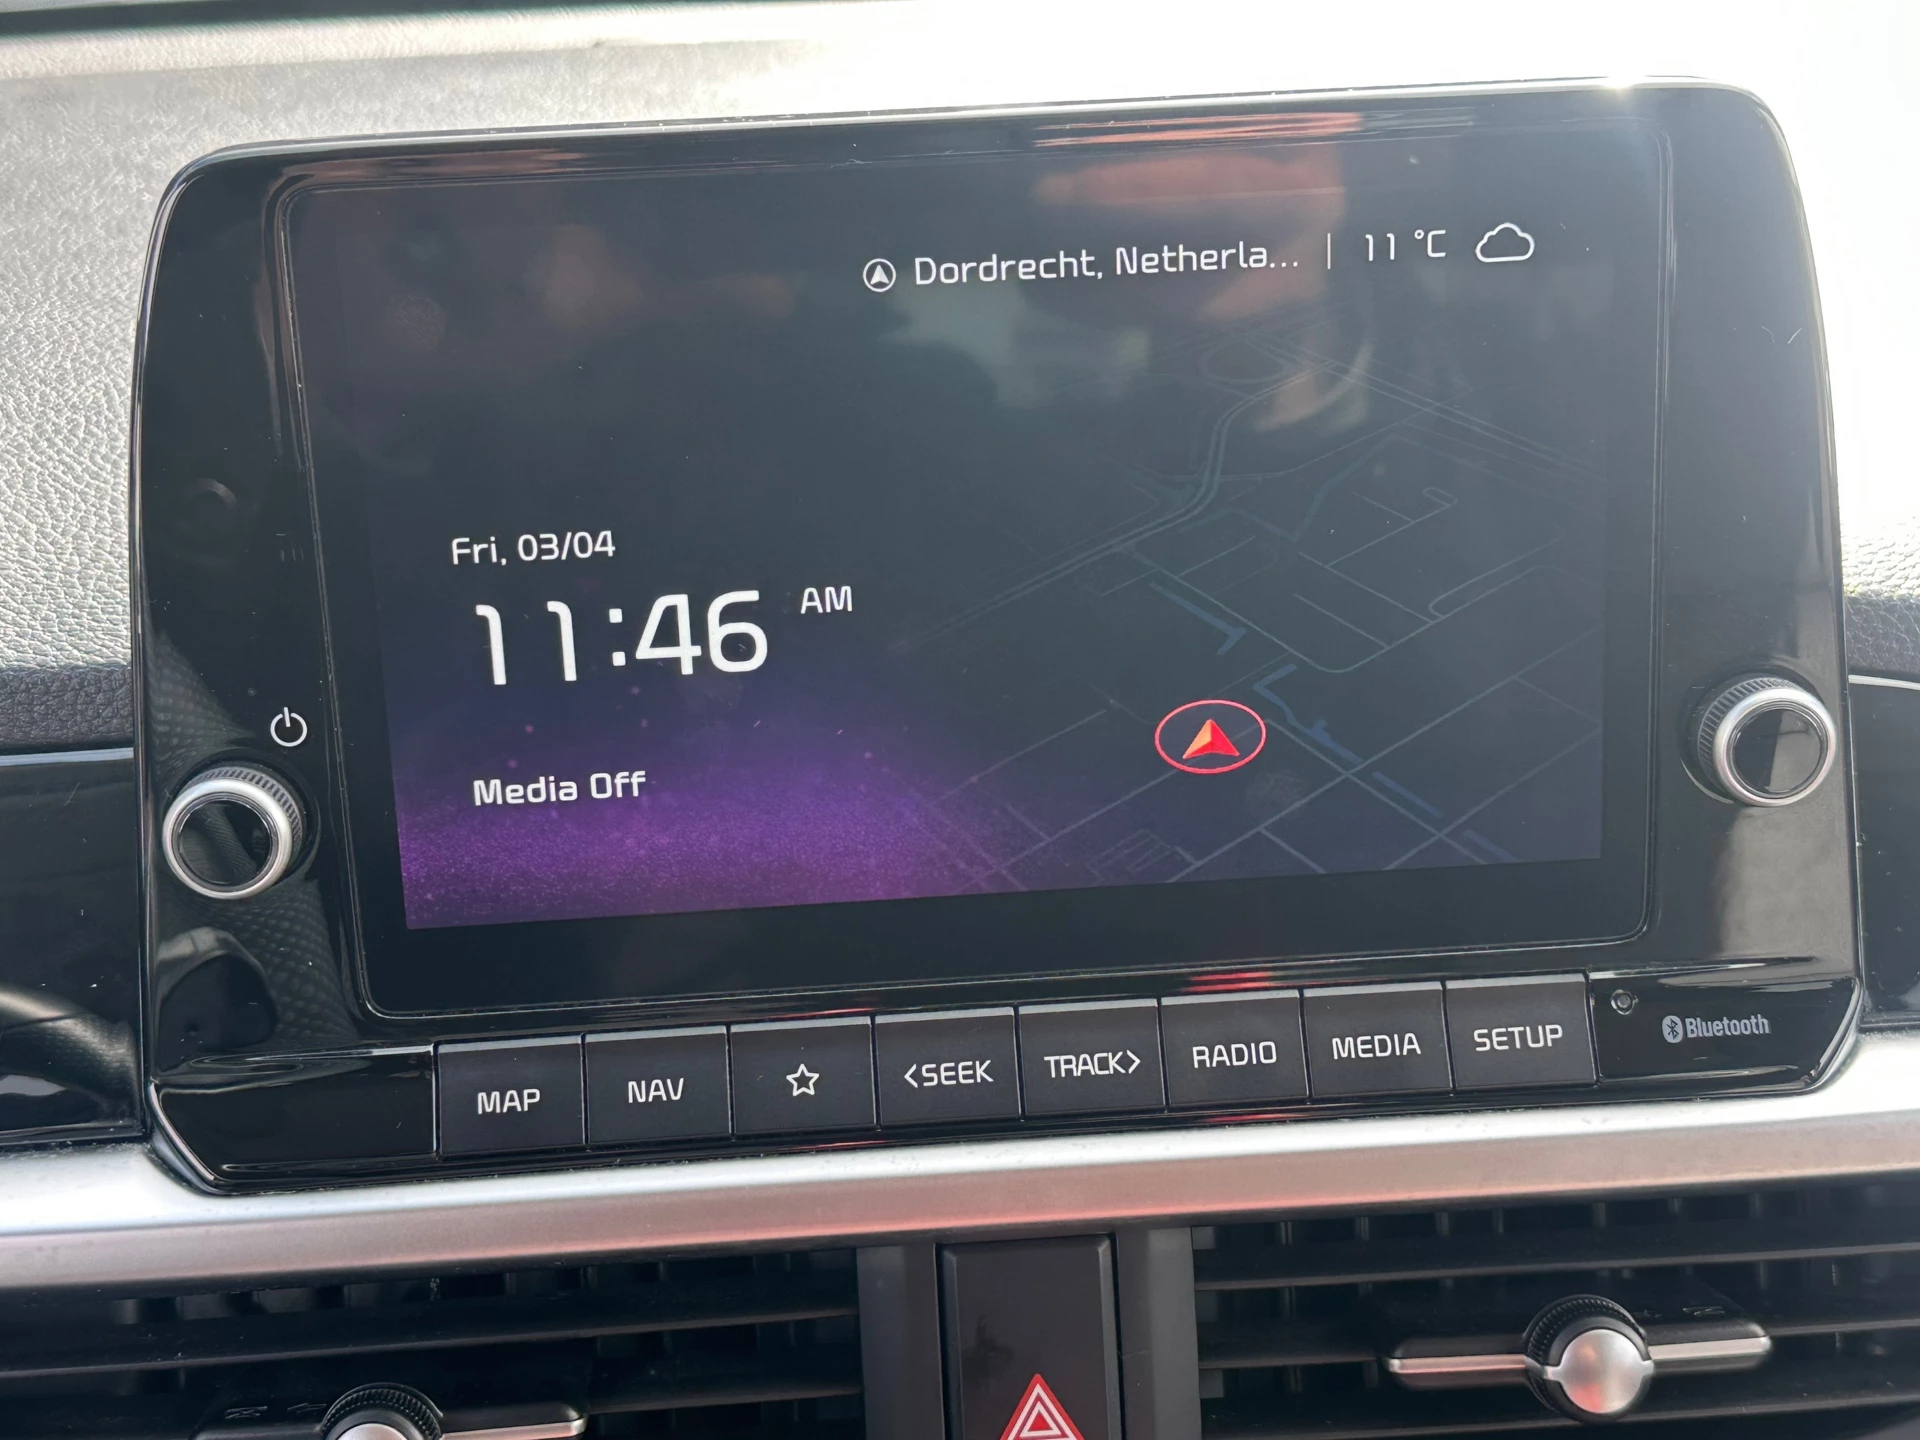 Dordrecht, Netherla... | 11 °C
Fri, 03/04
11:46 AM
Media Off
MAP NAV <SEEK TRACK> RADIO MEDIA SETUP
Bluetooth